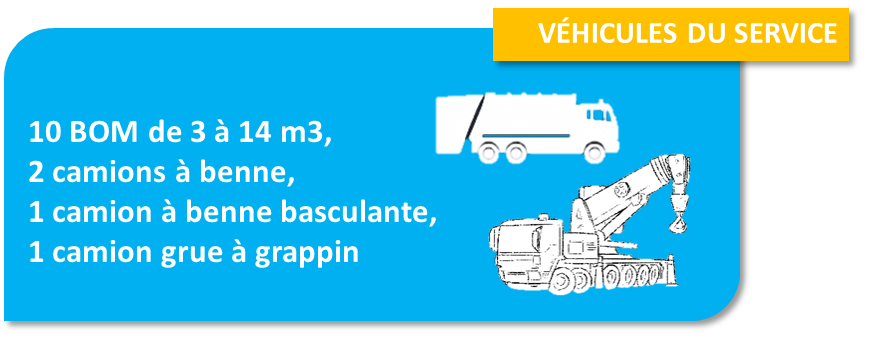 VÉHICULES DU SERVICE
10 BOM de 3 à 14 m3,
2 camions à benne,
1 camion à benne basculante,
1 camion grue à grappin